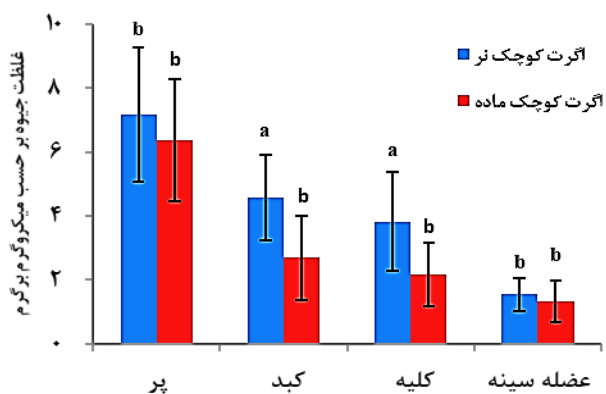 غلظت جیوه بر حسب میکروگرم بر گرم
۱۰
۸
۶
۴
۲
۰
اگرت کوچک نر
اگرت کوچک ماده
b
b
a
b
a
b
b
b
پر
کبد
کلیه
عضله سینه